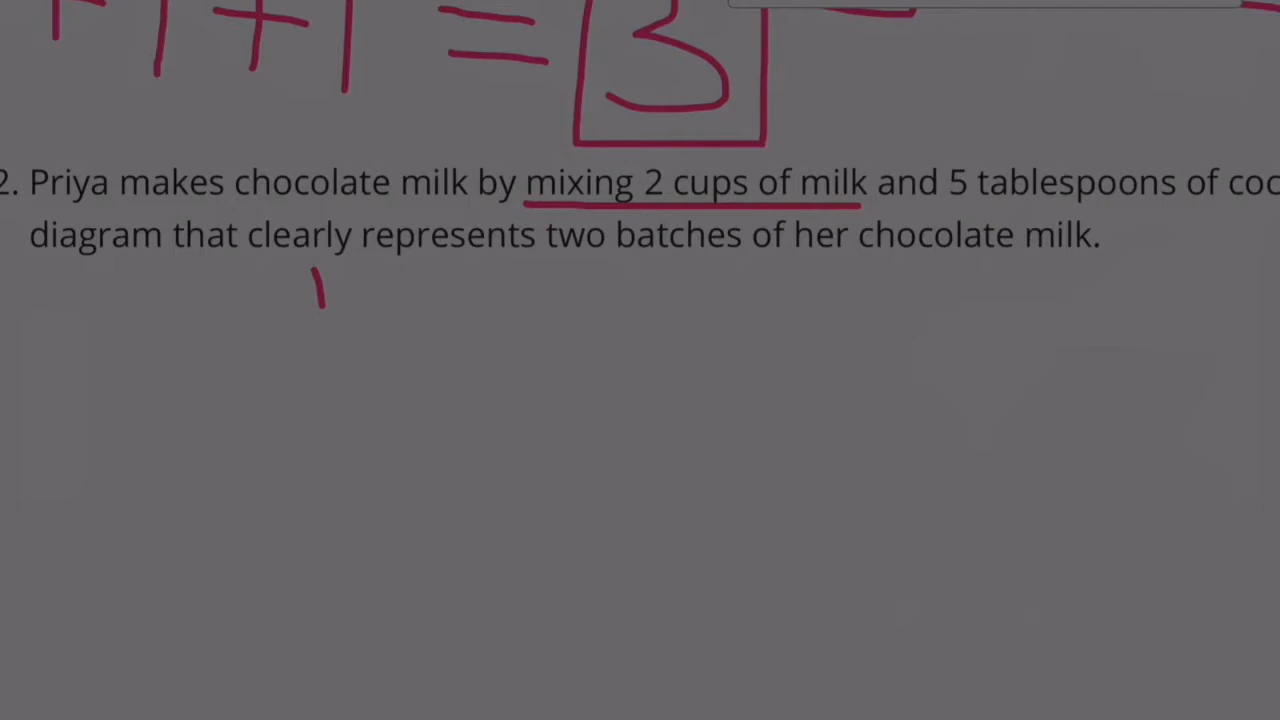 +1+1 = 3
2. Priya makes chocolate milk by mixing 2 cups of milk and 5 tablespoons of coc
diagram that clearly represents two batches of her chocolate milk.